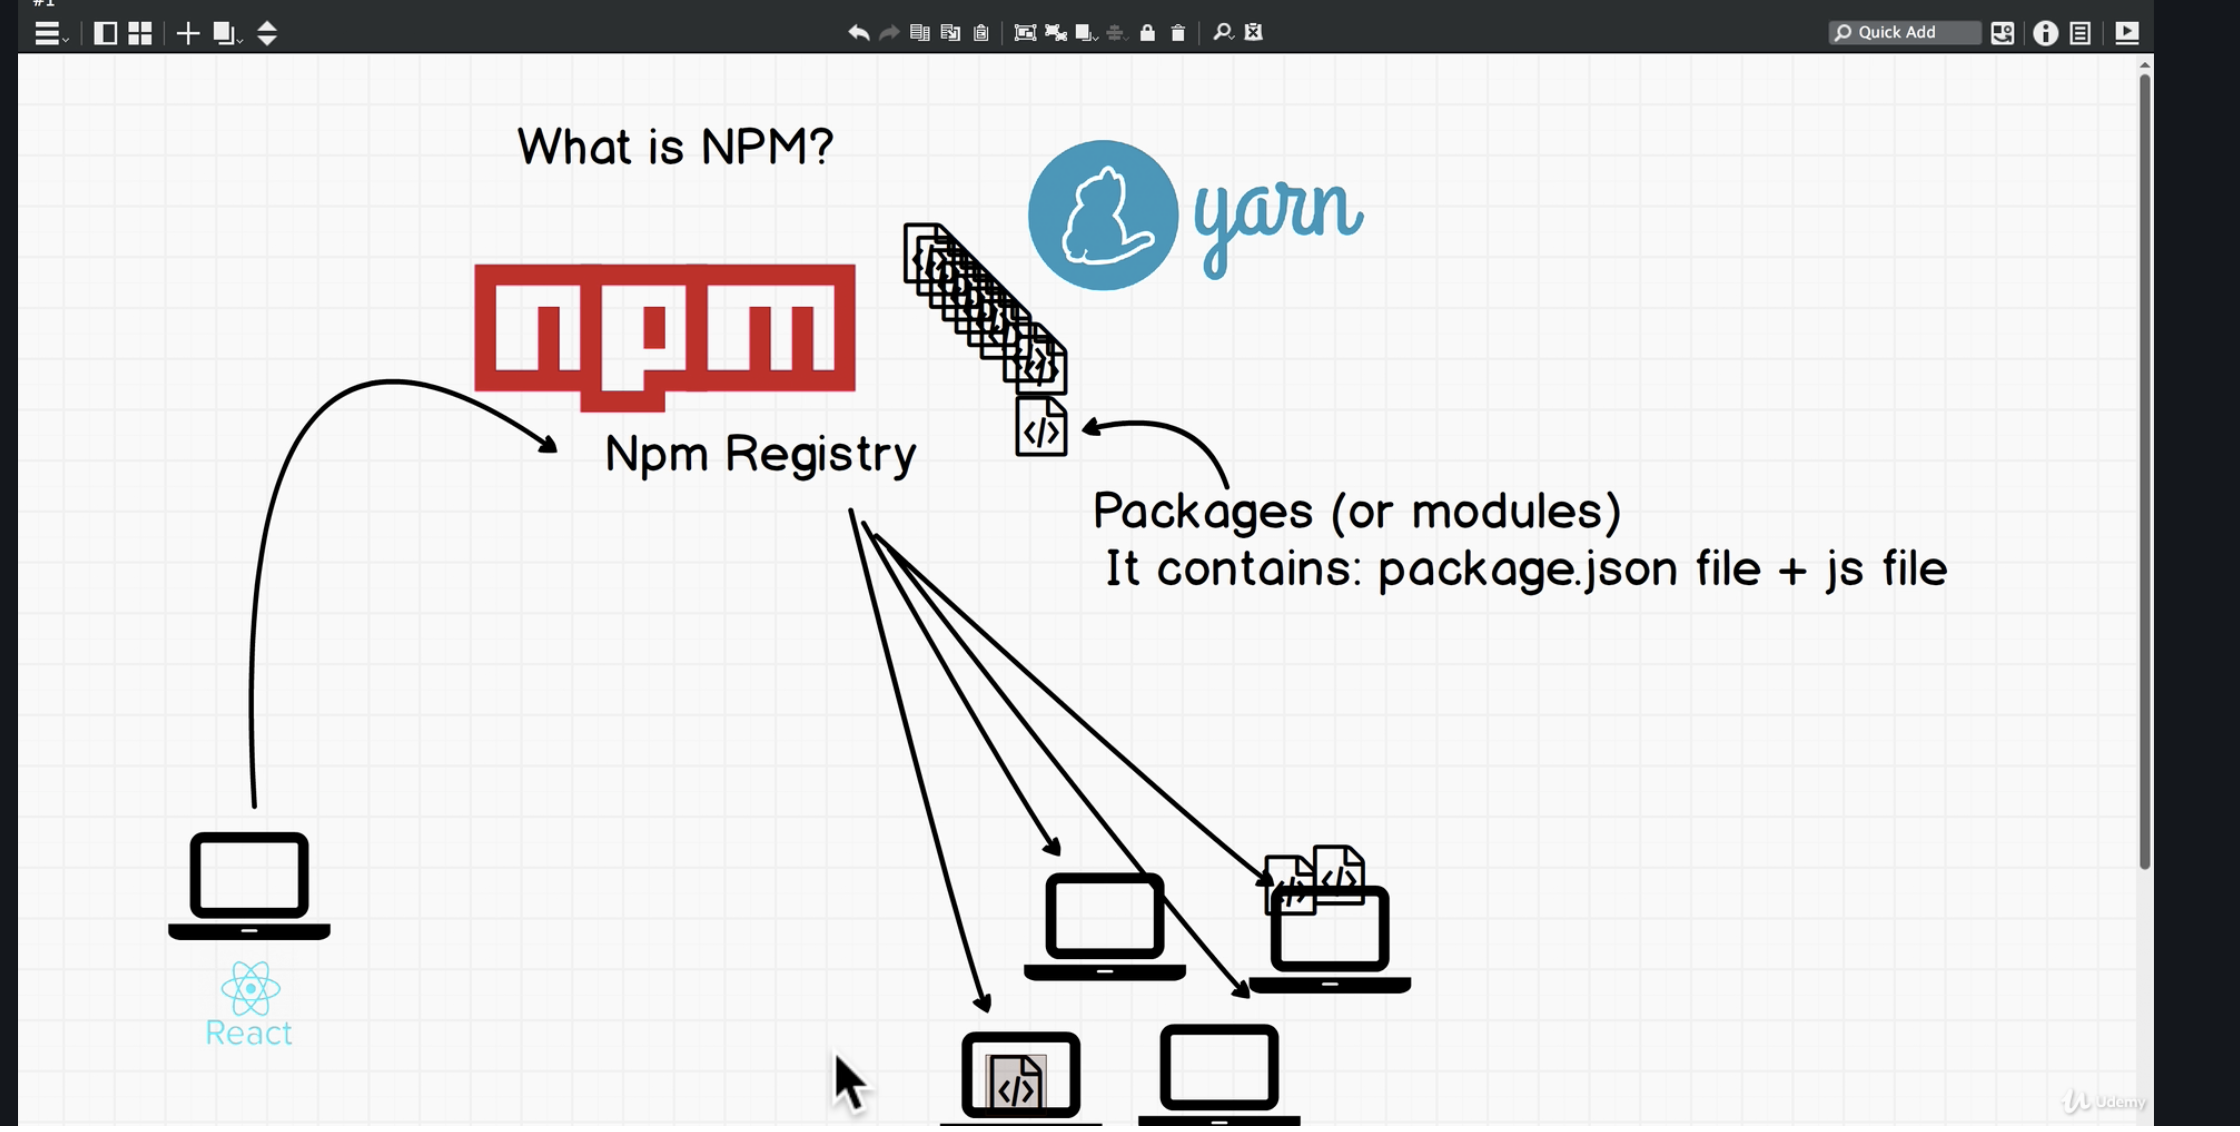 #1
Quick Add
What is NPM?
yarn
npm
Npm Registry
Packages (or modules)
It contains: package.json file + js file
React
Udemy